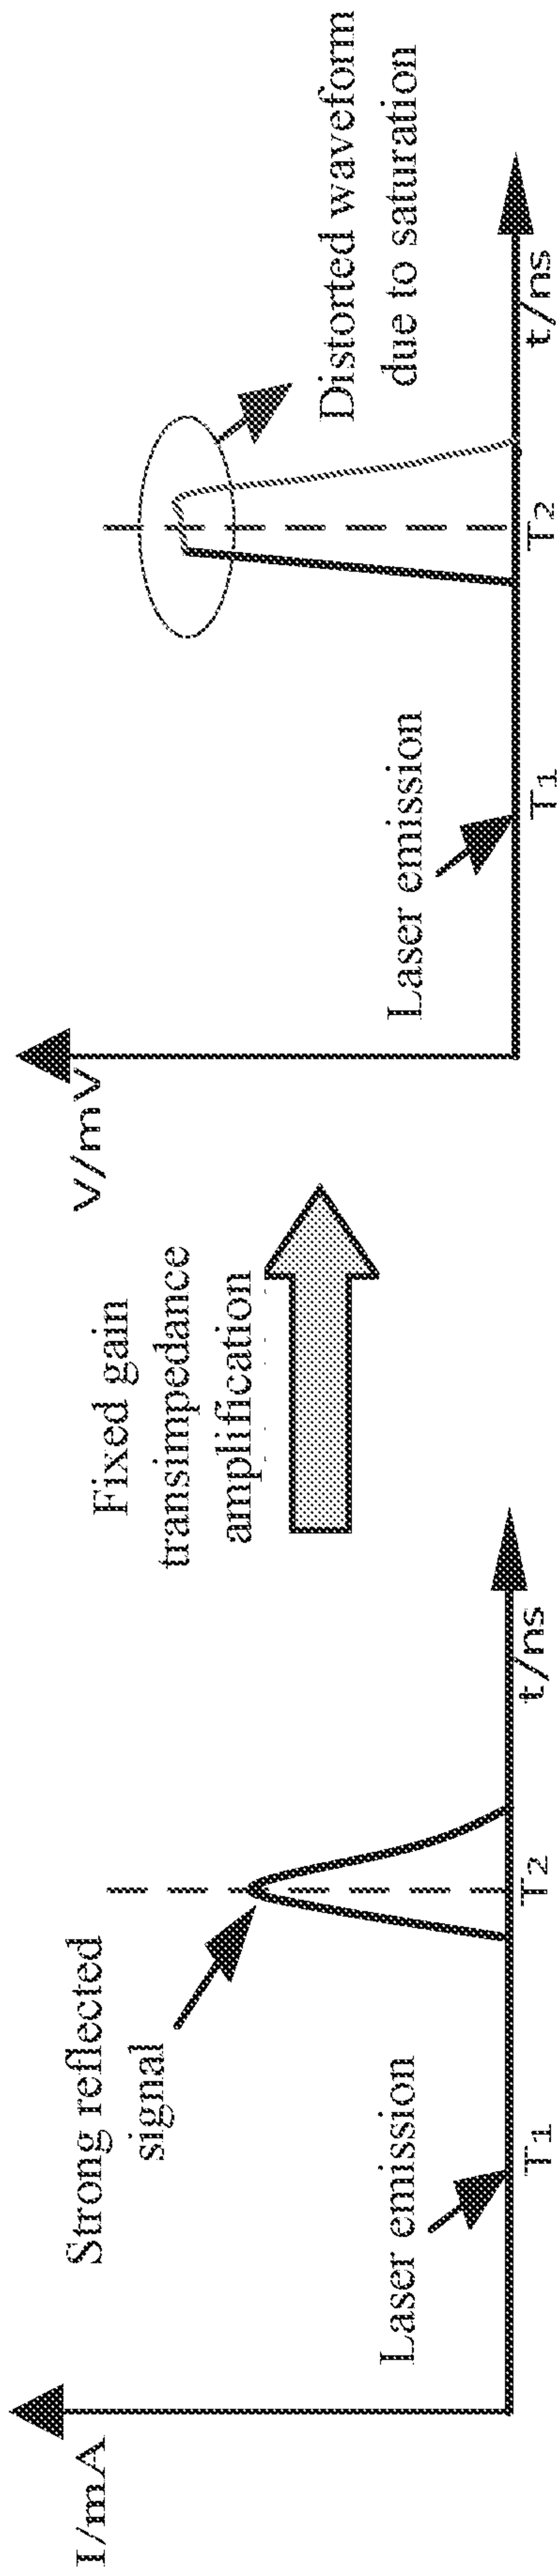 I/mA
Strong reflected
signal
Laser emission
T1
T2
t/ns
Fixed gain
transimpedance
amplification
V/mV
Laser emission
T1
T2
t/ns
Distorted waveform
due to saturation